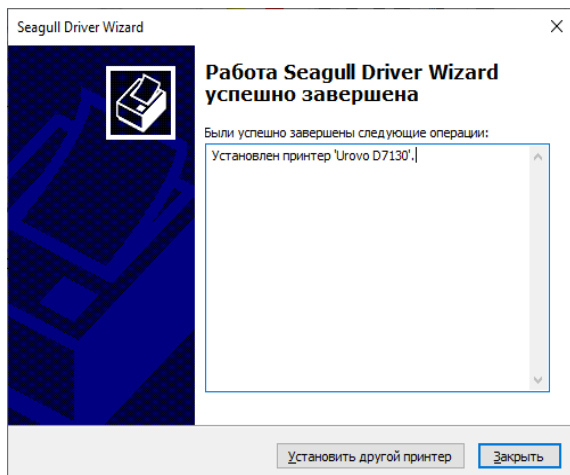 Seagull Driver Wizard
Работа Seagull Driver Wizard
успешно завершена
Были успешно завершены следующие операции:
Установлен принтер 'Urovo D7130'.
Установить другой принтер
Закрыть